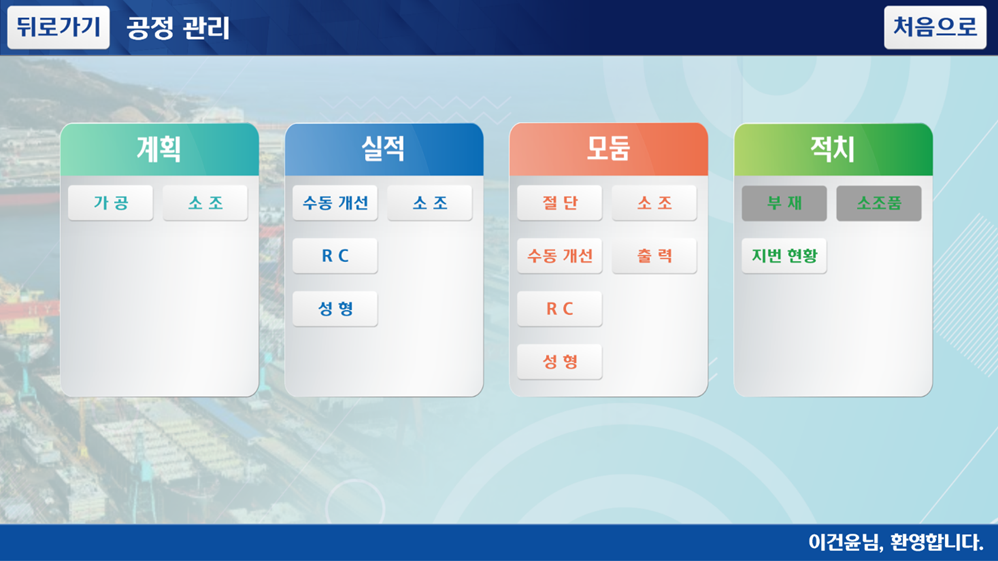 뒤로가기 공정 관리 처음으로
계획
가 공 소 조
실적
수동 개선 소 조
R C
성 형
모둠
절 단 소 조
수동 개선 출 력
R C
성 형
적치
부 재 소조품
지번 현황
이건윤님, 환영합니다.